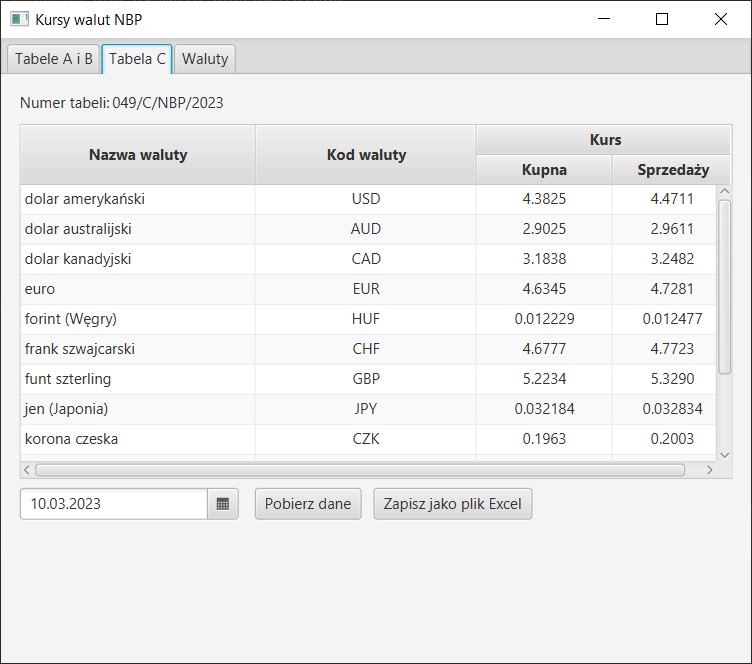 Kursy walut NBP
Tabele A i B Tabela C Waluty
Numer tabeli: 049/C/NBP/2023
Nazwa waluty Kod waluty Kurs
Kupna Sprzedaży
dolar amerykański USD 4.3825 4.4711
dolar australijski AUD 2.9025 2.9611
dolar kanadyjski CAD 3.1838 3.2482
euro EUR 4.6345 4.7281
forint (Węgry) HUF 0.012229 0.012477
frank szwajcarski CHF 4.6777 4.7723
funt szterling GBP 5.2234 5.3290
jen (Japonia) JPY 0.032184 0.032834
korona czeska CZK 0.1963 0.2003
10.03.2023 Pobierz dane Zapisz jako plik Excel